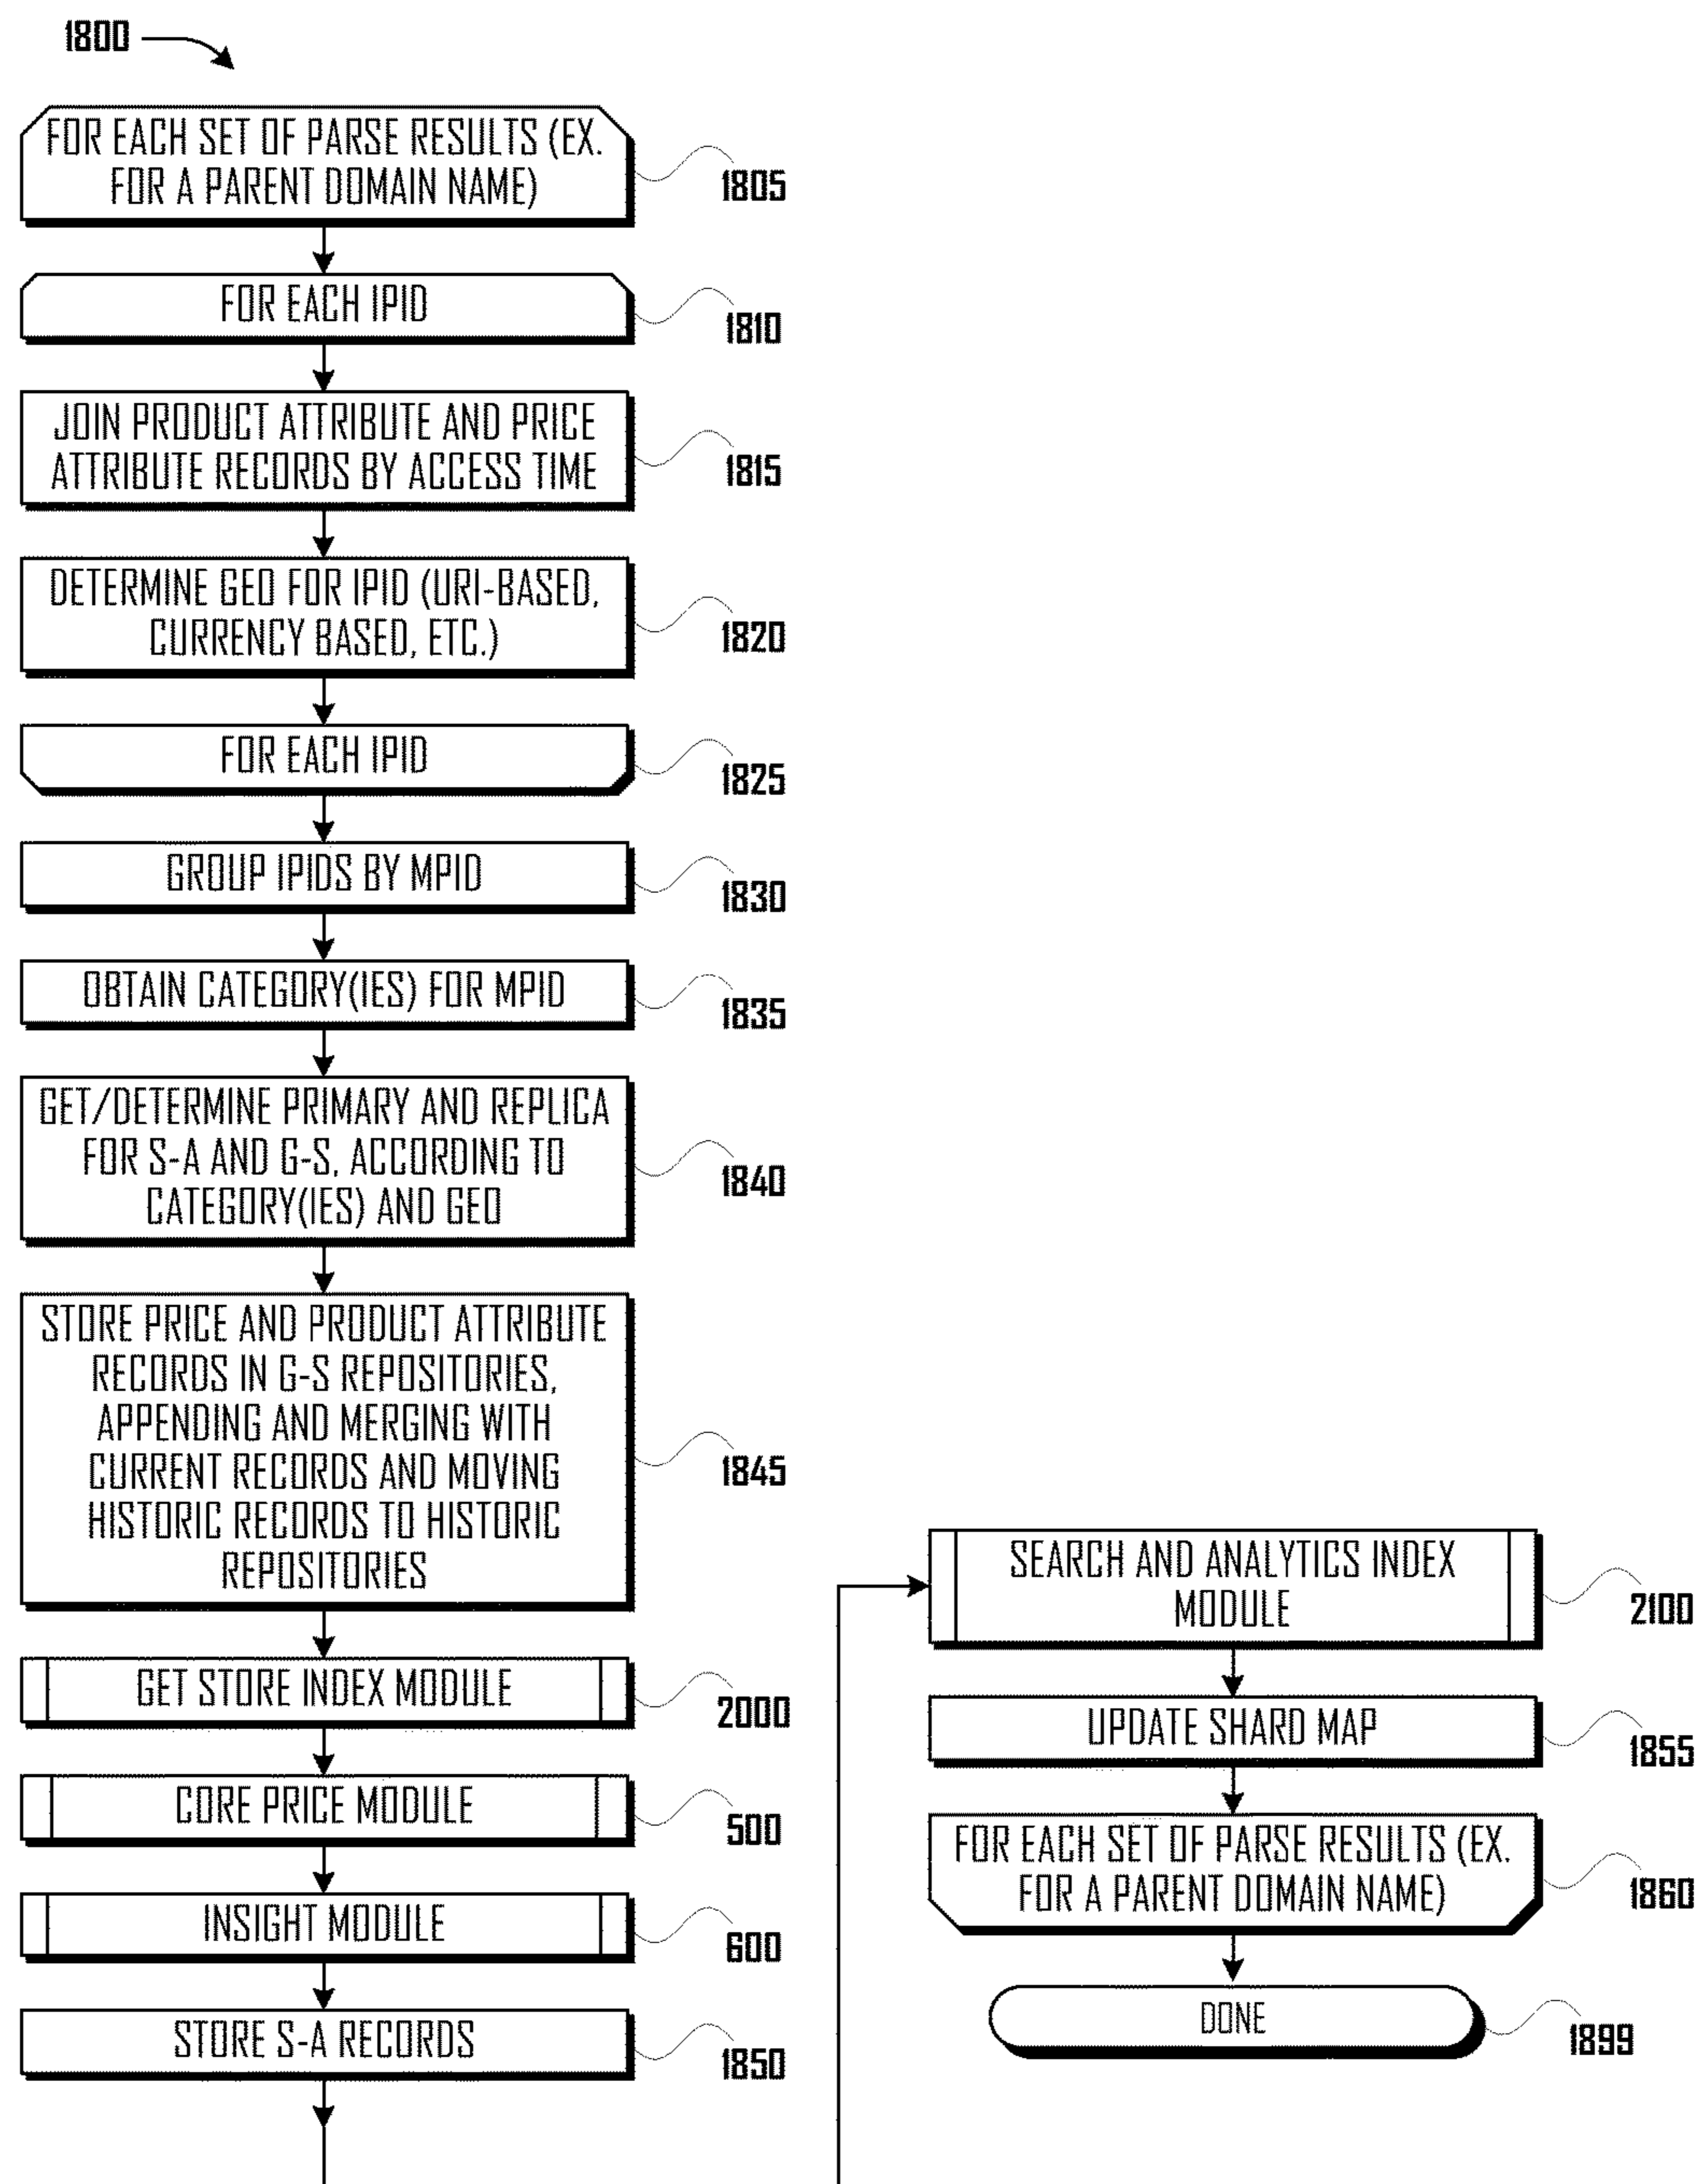 1800
FOR EACH SET OF PARSE RESULTS (EX.
FOR A PARENT DOMAIN NAME)
1805
FOR EACH IPID
1810
JOIN PRODUCT ATTRIBUTE AND PRICE
ATTRIBUTE RECORDS BY ACCESS TIME
1815
DETERMINE GEO FOR IPID (URI-BASED,
CURRENCY BASED, ETC.)
1820
FOR EACH IPID
1825
GROUP IPIDS BY MPID
1830
OBTAIN CATEGORY(IES) FOR MPID
1835
GET/DETERMINE PRIMARY AND REPLICA
FOR S-A AND G-S, ACCORDING TO
CATEGORY(IES) AND GEO
1840
STORE PRICE AND PRODUCT ATTRIBUTE
RECORDS IN G-S REPOSITORIES,
APPENDING AND MERGING WITH
CURRENT RECORDS AND MOVING
HISTORIC RECORDS TO HISTORIC
REPOSITORIES
1845
GET STORE INDEX MODULE
2000
CORE PRICE MODULE
500
INSIGHT MODULE
600
STORE S-A RECORDS
1850
SEARCH AND ANALYTICS INDEX
MODULE
2100
UPDATE SHARD MAP
1855
FOR EACH SET OF PARSE RESULTS (EX.
FOR A PARENT DOMAIN NAME)
1860
DONE
1899